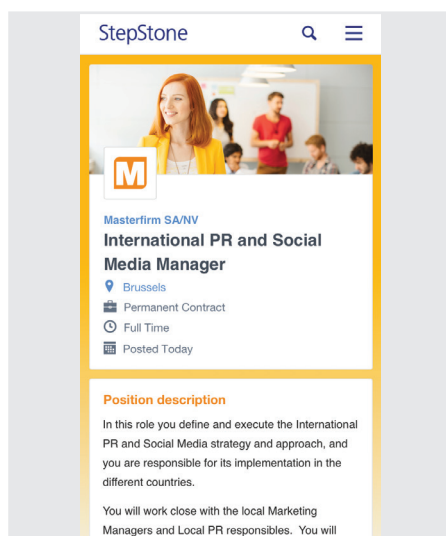 StepStone
M
Masterfirm SA/NV
International PR and Social
Media Manager
Brussels
Permanent Contract
Full Time
Posted Today
Position description
In this role you define and execute the International
PR and Social Media strategy and approach, and
you are responsible for its implementation in the
different countries.
You will work close with the local Marketing
Managers and Local PR responsibles. You will